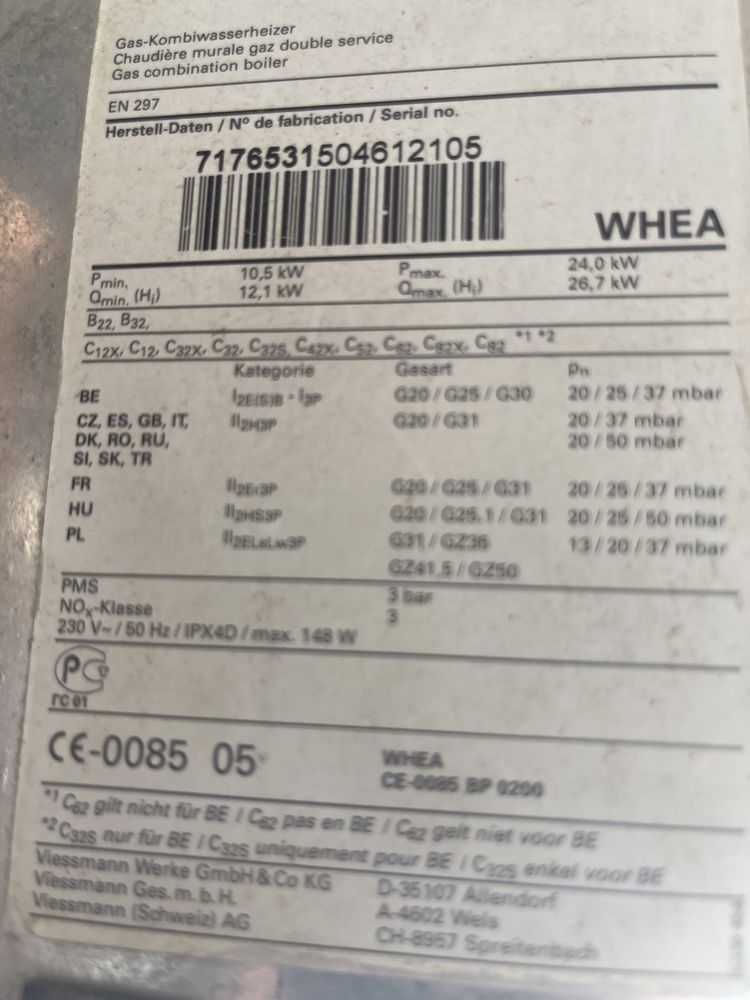 Gas-Kombiwasserheizer
Chaudière murale gaz double service
Gas combination boiler
EN 297
Herstell-Daten / Nº de fabrication / Serial no.
7176531504612105
WHEA
Pmin. 10,5 kW Pmax. 24,0 kW
Qmin. (Hi) 12,1 kW Qmax. (Hi) 26,7 kW
B22, B32,
C12X, C12, C32X, C32, C32S, C42X, C52, C62, C82X, C82 *1 *2
Kategorie Gasart Pn
BE I2E(S)B - I3P G20 / G25 / G30 20 / 25 / 37 mbar
CZ, ES, GB, IT, II2H3P G20 / G31 20 / 37 mbar
DK, RO, RU, 20 / 50 mbar
SI, SK, TR
FR II2Er3P G20 / G25 / G31 20 / 25 / 37 mbar
HU II2HS3P G20 / G25.1 / G31 20 / 25 / 50 mbar
PL II2ELsLw3P G31 / GZ35 13 / 20 / 37 mbar
GZ41,5 / GZ50
PMS 3 bar
NOx-Klasse 3
230 V~ / 50 Hz / IPX4D / max. 148 W
PC
ГС 01
CE-0085 05
WHEA
CE-0085 BP 0200
*1 C62 gilt nicht für BE / C62 pas en BE / C62 gelt niet voor BE
*2 C32S nur für BE / C32S uniquement pour BE / C32S enkel voor BE
Viessmann Werke GmbH & Co KG D-35107 Allendorf
Viessmann Ges. m. b. H. A-4602 Wels
Viessmann (Schweiz) AG CH-8957 Spreitenbach